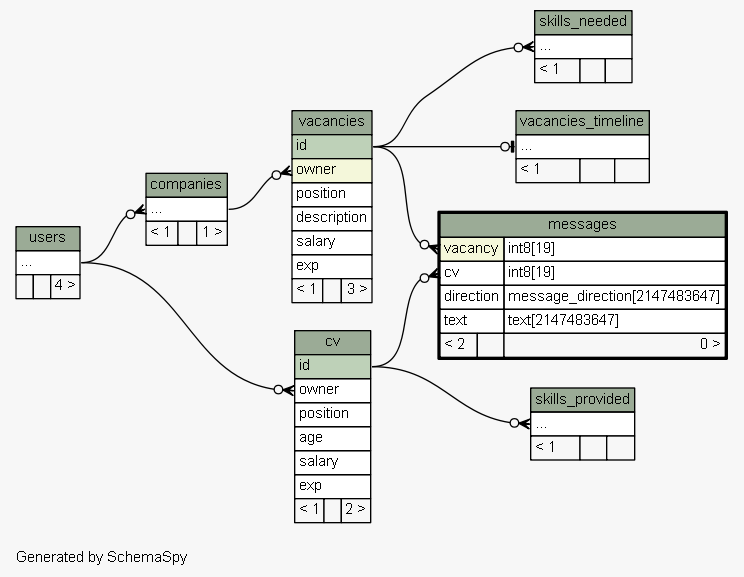 skills_needed
...
< 1
vacancies
id
owner
position
description
salary
exp
< 1 3 >
vacancies_timeline
...
< 1
companies
...
< 1 1 >
users
...
4 >
messages
vacancy int8[19]
cv int8[19]
direction message_direction[2147483647]
text text[2147483647]
< 2 0 >
cv
id
owner
position
age
salary
exp
< 1 2 >
skills_provided
...
< 1
Generated by SchemaSpy